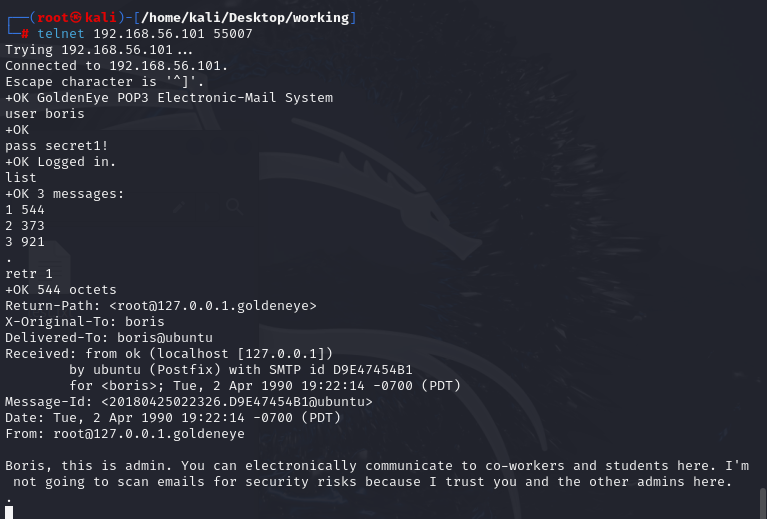 ┌──(root㉿kali)-[/home/kali/Desktop/working]
└─# telnet 192.168.56.101 55007
Trying 192.168.56.101...
Connected to 192.168.56.101.
Escape character is '^]'.
+OK GoldenEye POP3 Electronic-Mail System
user boris
+OK
pass secret1!
+OK Logged in.
list
+OK 3 messages:
1 544
2 373
3 921
.
retr 1
+OK 544 octets
Return-Path: <root@127.0.0.1.goldeneye>
X-Original-To: boris
Delivered-To: boris@ubuntu
Received: from ok (localhost [127.0.0.1])
        by ubuntu (Postfix) with SMTP id D9E47454B1
        for <boris>; Tue, 2 Apr 1990 19:22:14 -0700 (PDT)
Message-Id: <20180425022326.D9E47454B1@ubuntu>
Date: Tue, 2 Apr 1990 19:22:14 -0700 (PDT)
From: root@127.0.0.1.goldeneye

Boris, this is admin. You can electronically communicate to co-workers and students here. I'm
 not going to scan emails for security risks because I trust you and the other admins here.
.